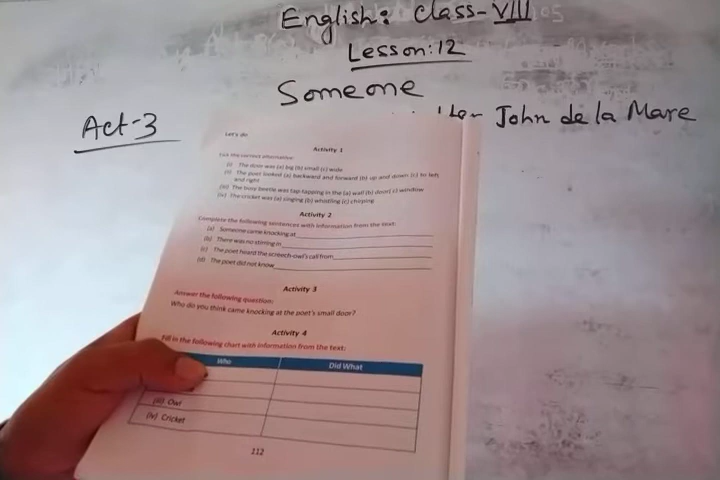 English: Class-VIII
Lesson:12
Someone
John de la Mare
Act-3
Let's do
Activity 1
Tick the correct alternative:
(i) The door was (a) big (b) small (c) wide
(ii) The poet looked (a) backward and forward (b) up and down (c) to left
and right
(iii) The busy beetle was tap-tapping in the (a) wall (b) door( c) window
(iv) The cricket was (a) singing (b) whistling (c) chirping
Activity 2
Complete the following sentences with information from the text:
(a) Someone came knocking at
(b) There was no stirring in
(c) The poet heard the screech-owl's call from
(d) The poet did not know
Activity 3
Answer the following question:
Who do you think came knocking at the poet's small door?
Activity 4
Fill in the following chart with information from the text:
Who Did What
(iii) Owl
(iv) Cricket
112